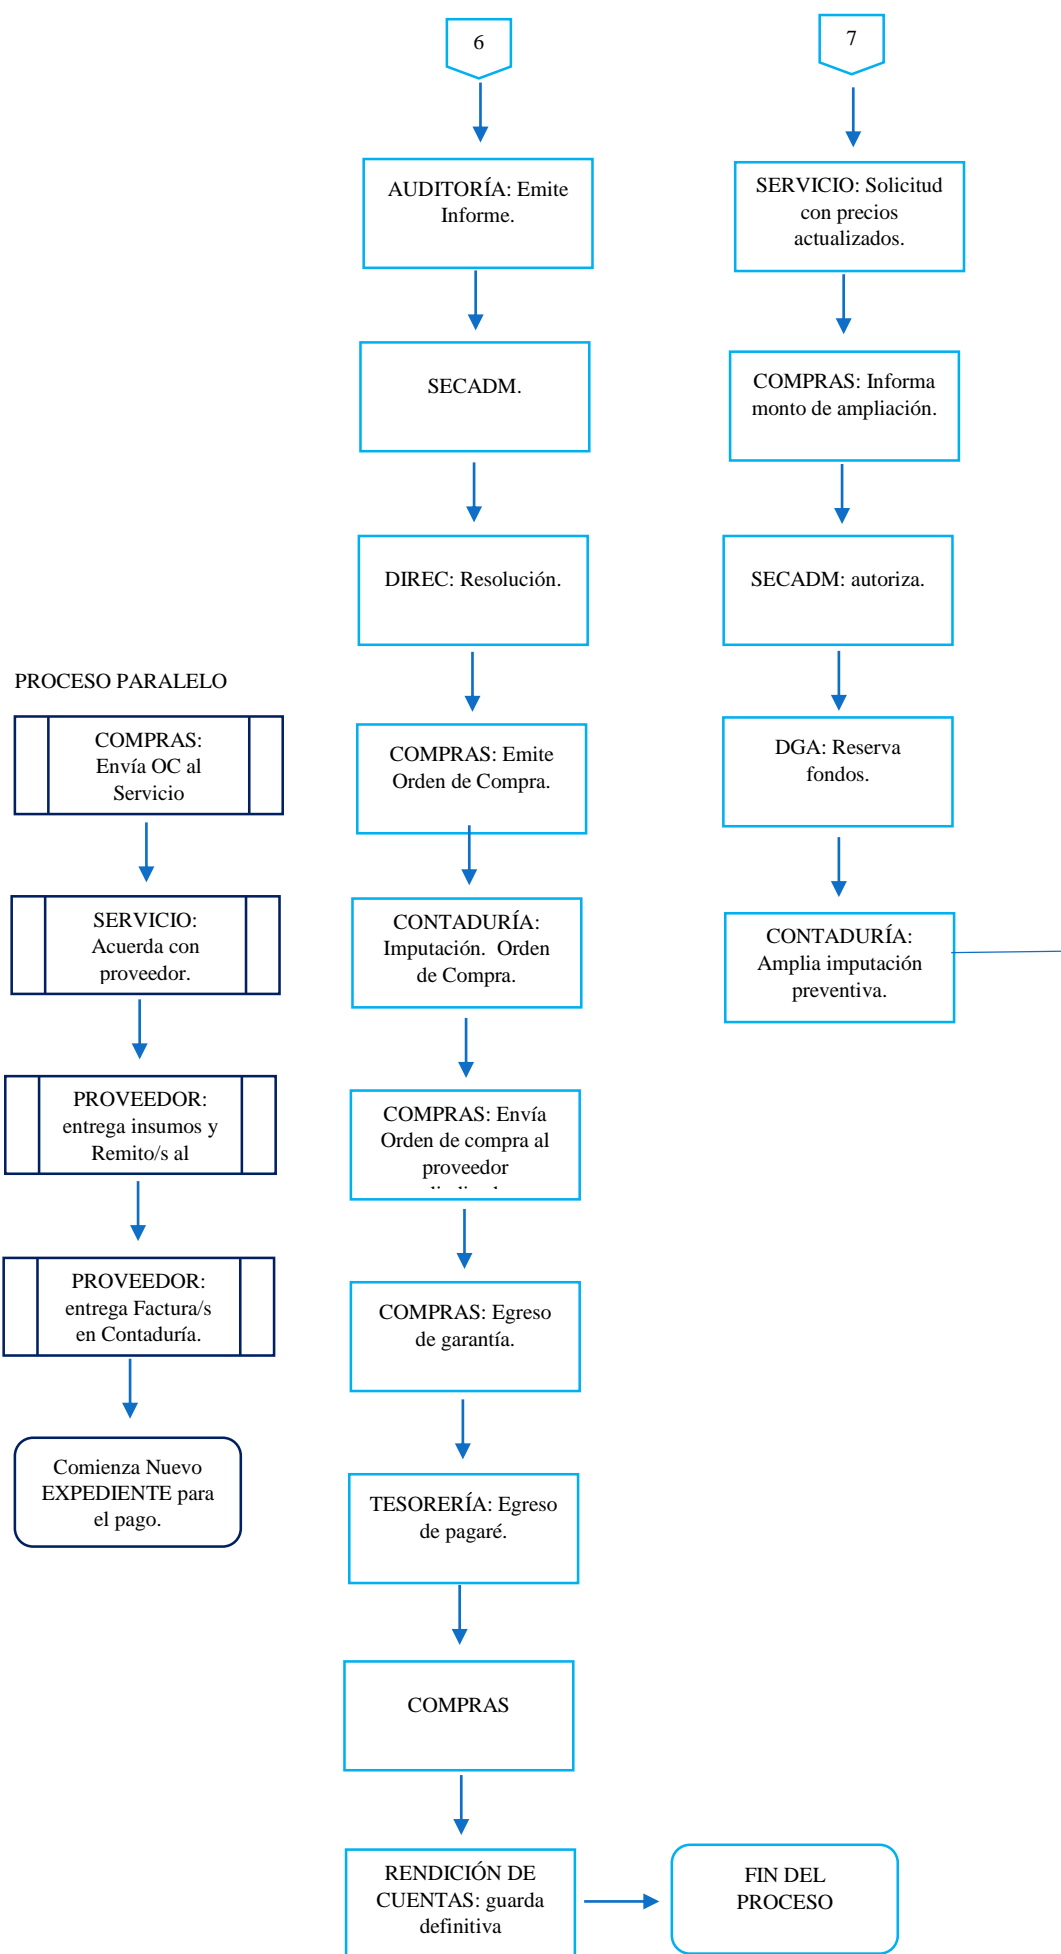 6
AUDITORÍA: Emite
Informe.
SECADM.
DIREC: Resolución.
COMPRAS: Emite
Orden de Compra.
CONTADURÍA:
Imputación.  Orden
de Compra.
COMPRAS: Envía
Orden de compra al
proveedor
COMPRAS: Egreso
de garantía.
TESORERÍA: Egreso
de pagaré.
COMPRAS
RENDICIÓN DE
CUENTAS: guarda
definitiva
FIN DEL
PROCESO
7
SERVICIO: Solicitud
con precios
actualizados.
COMPRAS: Informa
monto de ampliación.
SECADM: autoriza.
DGA: Reserva
fondos.
CONTADURÍA:
Amplia imputación
preventiva.
PROCESO PARALELO
COMPRAS:
Envía OC al
Servicio
SERVICIO:
Acuerda con
proveedor.
PROVEEDOR:
entrega insumos y
Remito/s al
PROVEEDOR:
entrega Factura/s
en Contaduría.
Comienza Nuevo
EXPEDIENTE para
el pago.